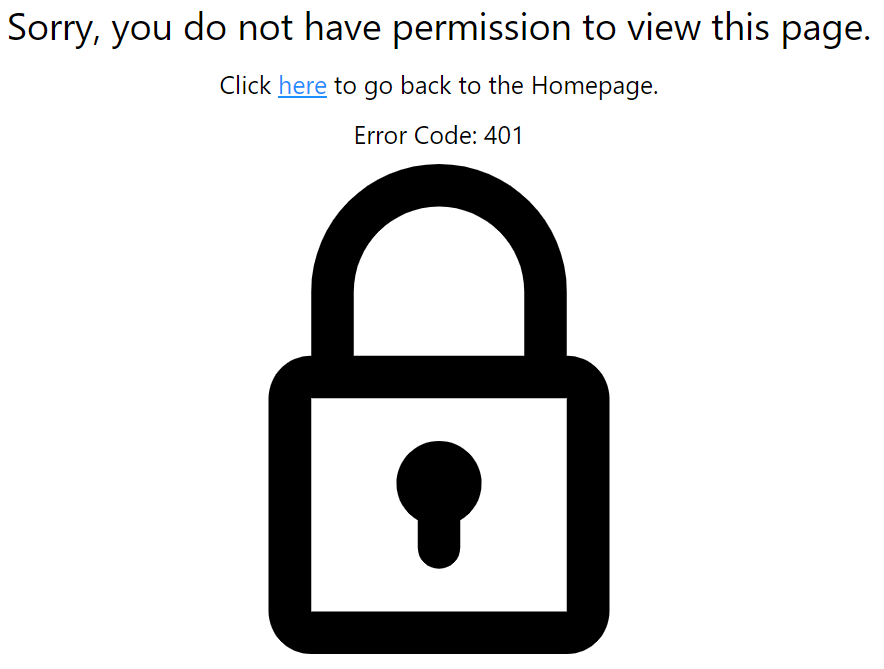 Sorry, you do not have permission to view this page.
Click here to go back to the Homepage.
Error Code: 401